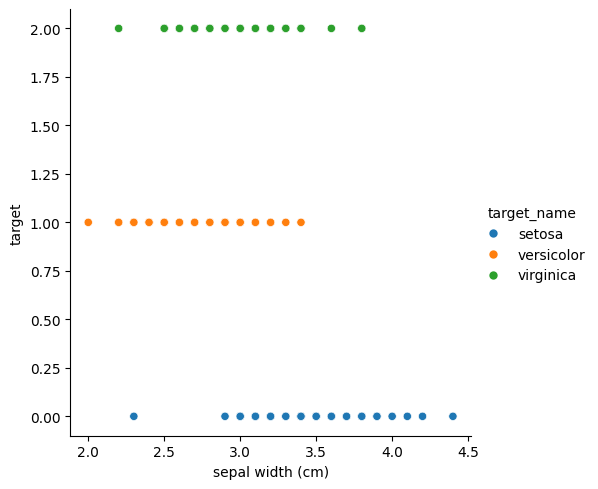 2.00
1.75
1.50
1.25
1.00
0.75
0.50
0.25
0.00
target
2.0 2.5 3.0 3.5 4.0 4.5
sepal width (cm)
target_name
setosa
versicolor
virginica